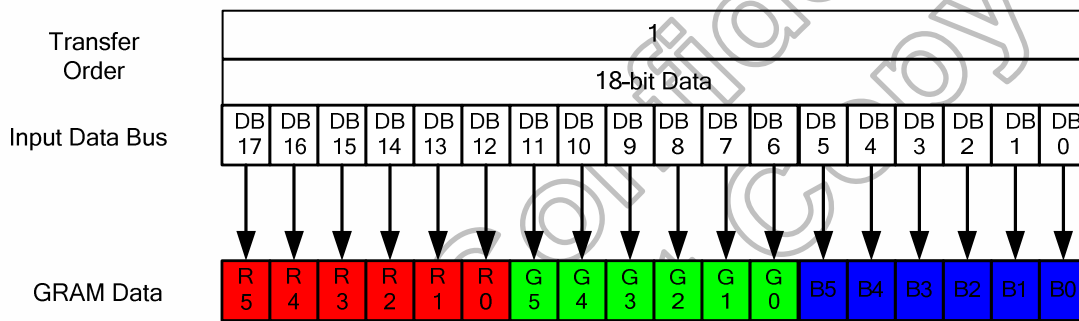 Transfer Order
1
18-bit Data
Input Data Bus
DB 17 DB 16 DB 15 DB 14 DB 13 DB 12 DB 11 DB 10 DB 9 DB 8 DB 7 DB 6 DB 5 DB 4 DB 3 DB 2 DB 1 DB 0
GRAM Data
R 5 R 4 R 3 R 2 R 1 R 0 G 5 G 4 G 3 G 2 G 1 G 0 B5 B4 B3 B2 B1 B0
Copy